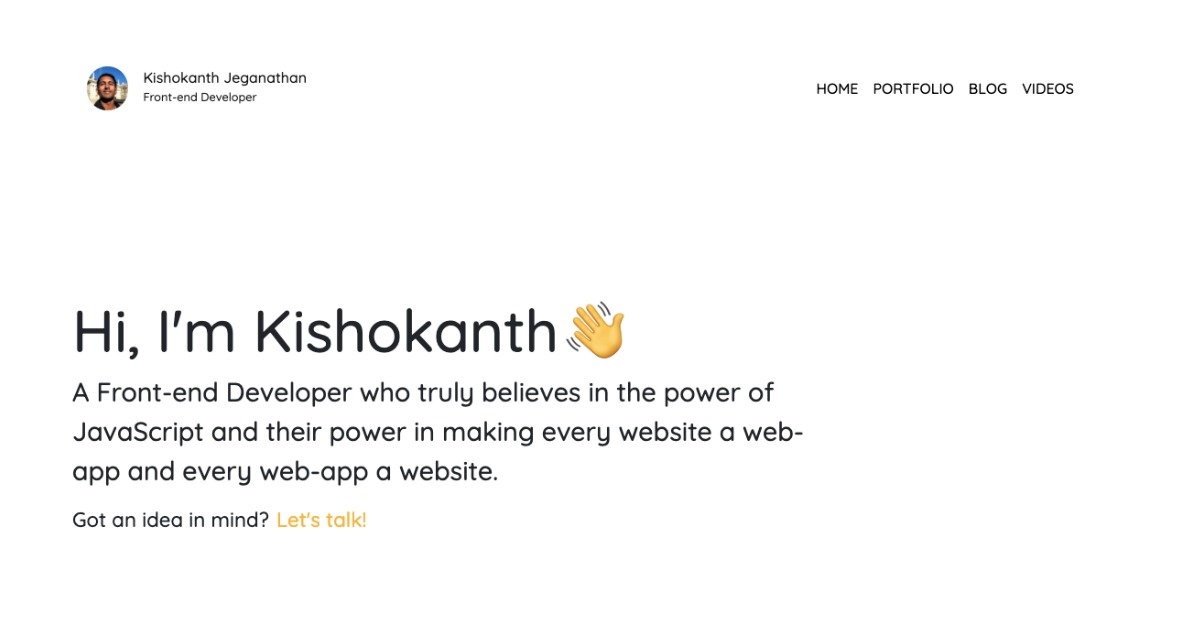 Kishokanth Jeganathan
Front-end Developer
HOME PORTFOLIO BLOG VIDEOS
Hi, I'm Kishokanth👋
A Front-end Developer who truly believes in the power of
JavaScript and their power in making every website a web-
app and every web-app a website.
Got an idea in mind? Let's talk!